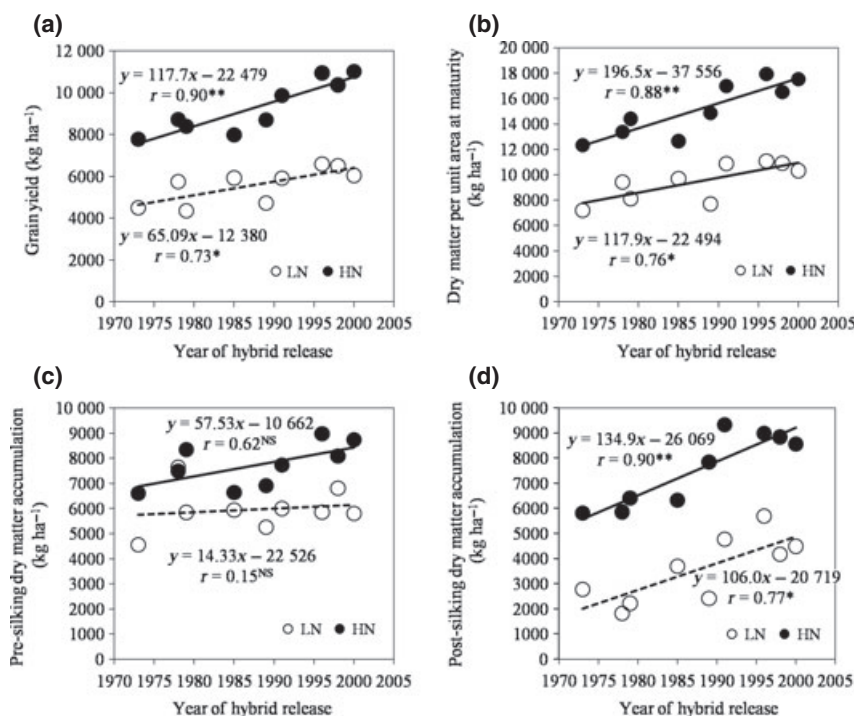 (a)
12 000
10 000
8000
6000
4000
2000
0
Grain yield (kg ha⁻¹)
y = 117.7x − 22 479
r = 0.90**
y = 65.09x − 12 380
r = 0.73*
LN HN
1970 1975 1980 1985 1990 1995 2000 2005
Year of hybrid release
(b)
20 000
18 000
16 000
14 000
12 000
10 000
8000
6000
4000
2000
0
Dry matter per unit area at maturity
(kg ha⁻¹)
y = 196.5x − 37 556
r = 0.88**
y = 117.9x − 22 494
r = 0.76*
LN HN
1970 1975 1980 1985 1990 1995 2000 2005
Year of hybrid release
(c)
10 000
9000
8000
7000
6000
5000
4000
3000
2000
1000
0
Pre-silking dry matter accumulation
(kg ha⁻¹)
y = 57.53x − 10 662
r = 0.62ᴺˢ
y = 14.33x − 22 526
r = 0.15ᴺˢ
LN HN
1970 1975 1980 1985 1990 1995 2000 2005
Year of hybrid release
(d)
10 000
9000
8000
7000
6000
5000
4000
3000
2000
1000
0
Post-silking dry matter accumulation
(kg ha⁻¹)
y = 134.9x − 26 069
r = 0.90**
y = 106.0x − 20 719
r = 0.77*
LN HN
1970 1975 1980 1985 1990 1995 2000 2005
Year of hybrid release